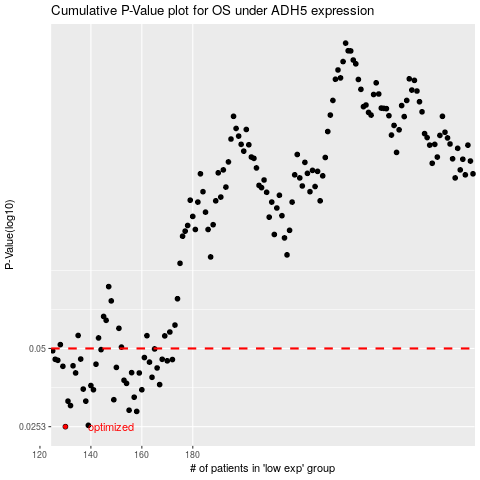 Cumulative P-Value plot for OS under ADH5 expression
P-Value(log10)
0.05
0.0253
optimized
120 140 160 180
# of patients in 'low exp' group